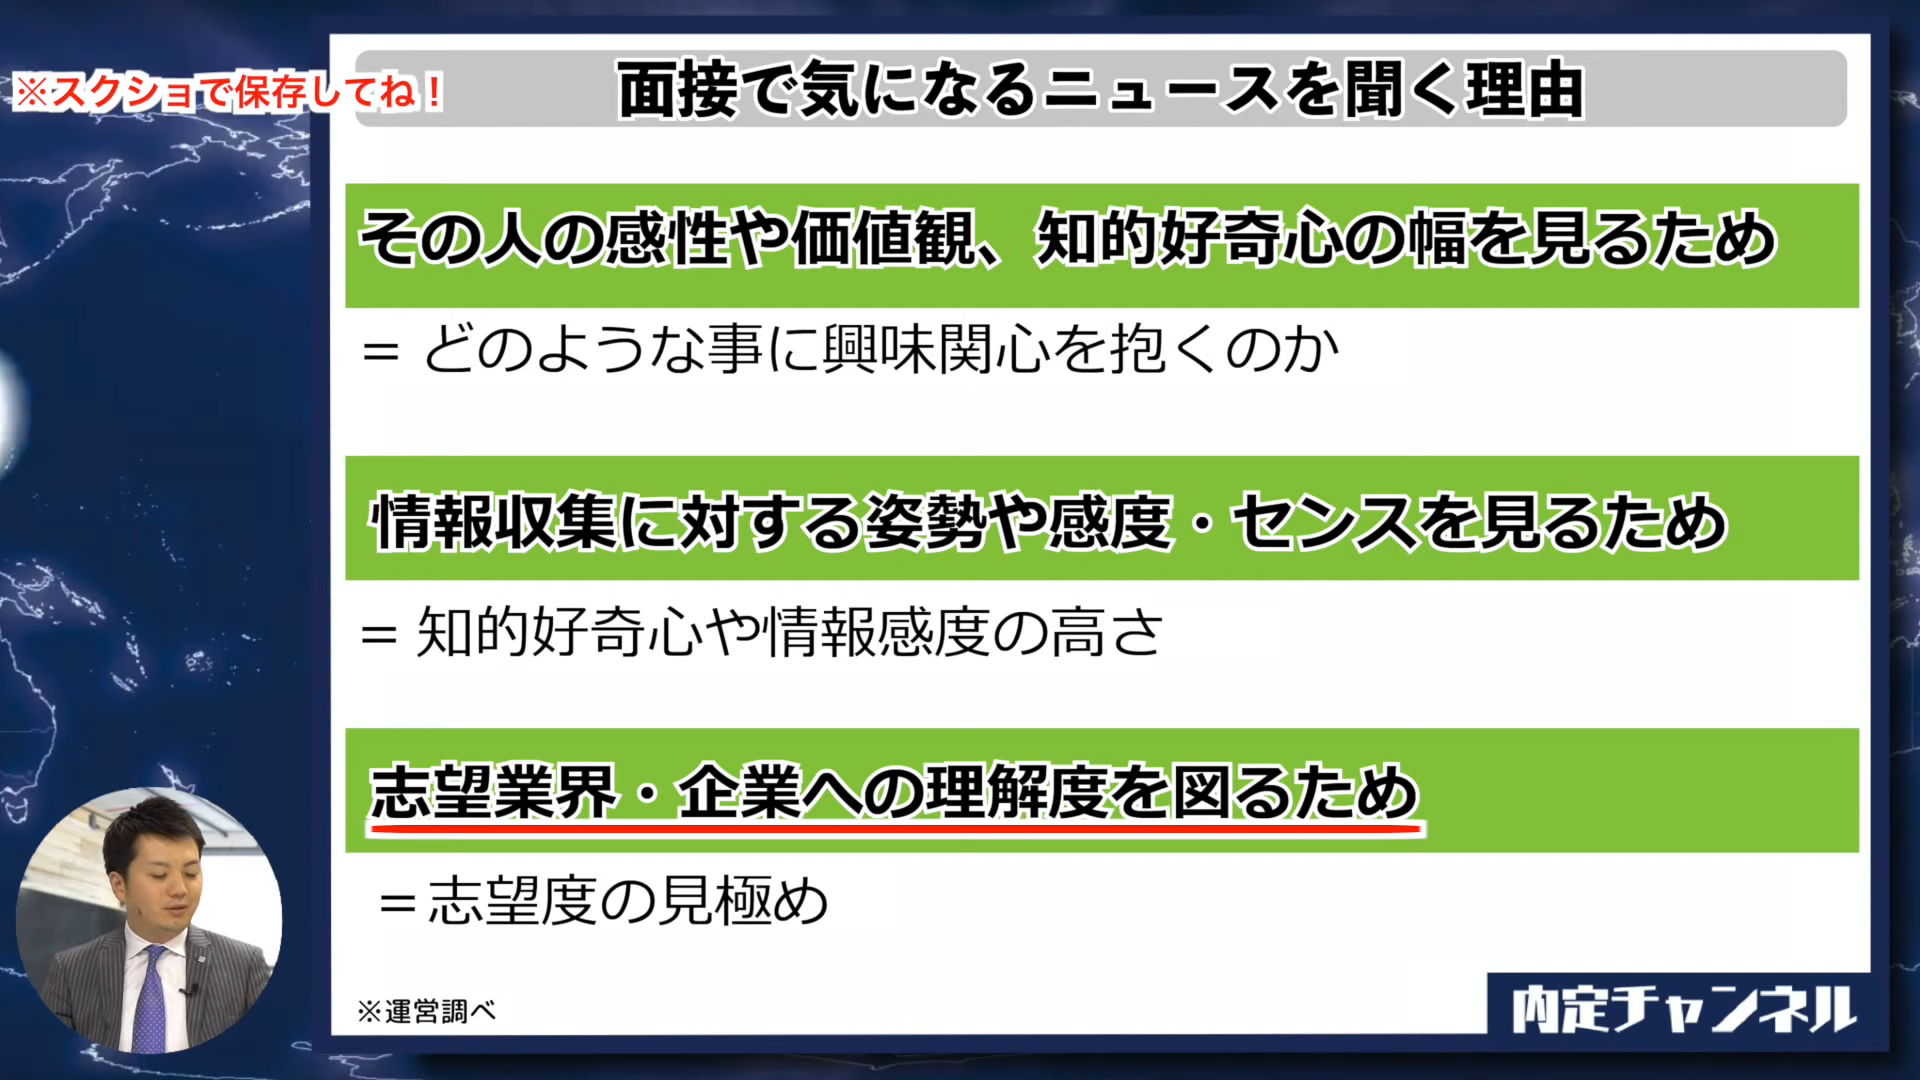 ※スクショで保存してね！
面接で気になるニュースを聞く理由
その人の感性や価値観、知的好奇心の幅を見るため
= どのような事に興味関心を抱くのか
情報収集に対する姿勢や感度・センスを見るため
= 知的好奇心や情報感度の高さ
志望業界・企業への理解度を図るため
＝志望度の見極め
※運営調べ
内定チャンネル